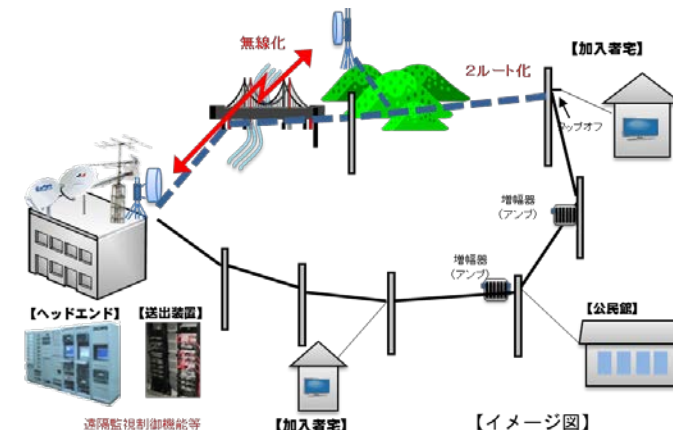 無線化
【加入者宅】
2ルート化
タップオフ
増幅器
(アンプ)
増幅器
(アンプ)
【ヘッドエンド】
【送出装置】
【公民館】
遠隔監視制御機能等
【加入者宅】
【イメージ図】